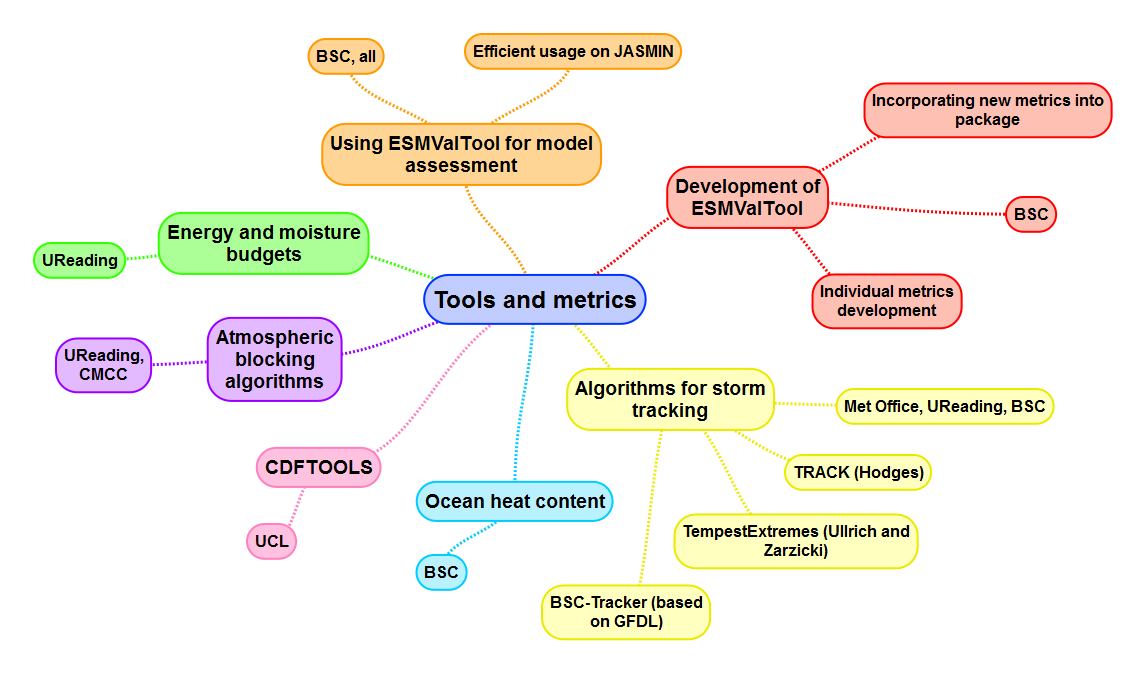 BSC, all
Efficient usage on JASMIN
Using ESMValTool for model
assessment
Incorporating new metrics into
package
Development of
ESMValTool
BSC
Individual metrics
development
Energy and moisture
budgets
UReading
Tools and metrics
Atmospheric
blocking
algorithms
UReading,
CMCC
Algorithms for storm
tracking
Met Office, UReading, BSC
TRACK (Hodges)
TempestExtremes (Ullrich and
Zarzicki)
BSC-Tracker (based
on GFDL)
CDFTOOLS
UCL
Ocean heat content
BSC